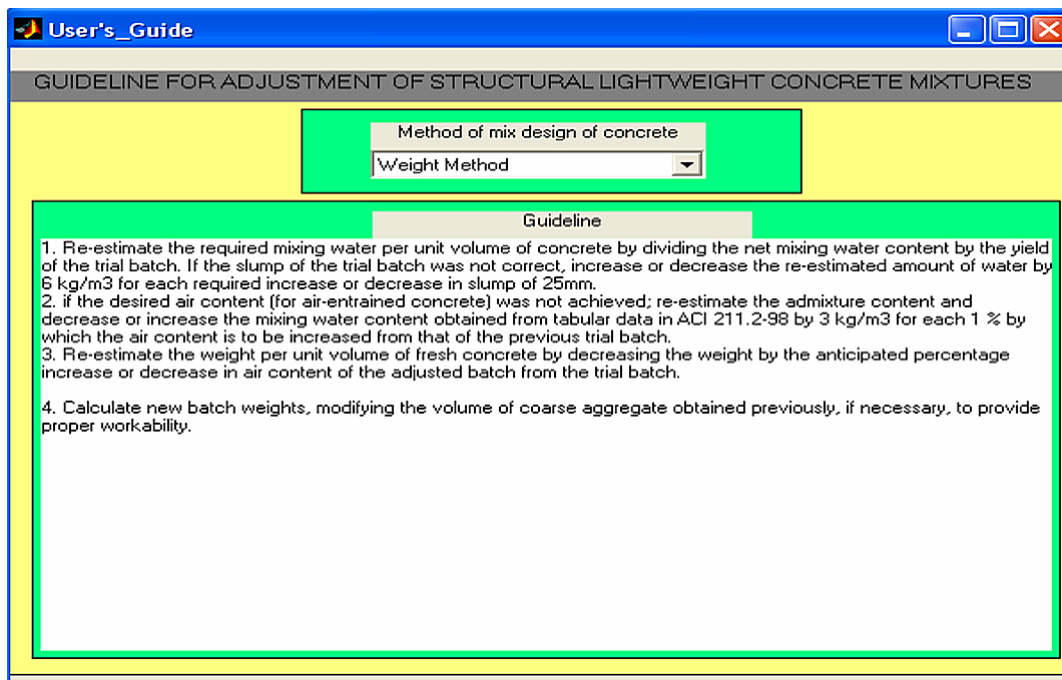 User's_Guide
GUIDELINE FOR ADJUSTMENT OF STRUCTURAL LIGHTWEIGHT CONCRETE MIXTURES
Method of mix design of concrete
Weight Method
Guideline
1. Re-estimate the required mixing water per unit volume of concrete by dividing the net mixing water content by the yield
of the trial batch. If the slump of the trial batch was not correct, increase or decrease the re-estimated amount of water by
6 kg/m3 for each required increase or decrease in slump of 25mm.
2. if the desired air content (for air-entrained concrete) was not achieved; re-estimate the admixture content and
decrease or increase the mixing water content obtained from tabular data in ACI 211.2-98 by 3 kg/m3 for each 1 % by
which the air content is to be increased from that of the previous trial batch.
3. Re-estimate the weight per unit volume of fresh concrete by decreasing the weight by the anticipated percentage
increase or decrease in air content of the adjusted batch from the trial batch.
4. Calculate new batch weights, modifying the volume of coarse aggregate obtained previously, if necessary, to provide
proper workability.